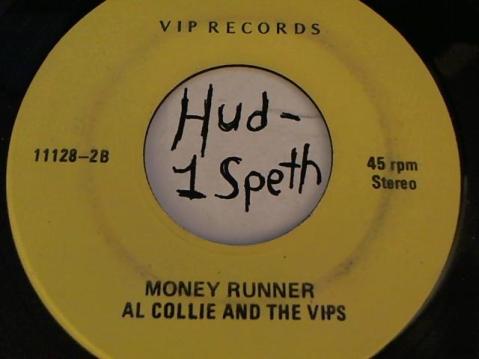 VIP RECORDS
Hud-
1 Speth
11128-2B
45 rpm
Stereo
MONEY RUNNER
AL COLLIE AND THE VIPS